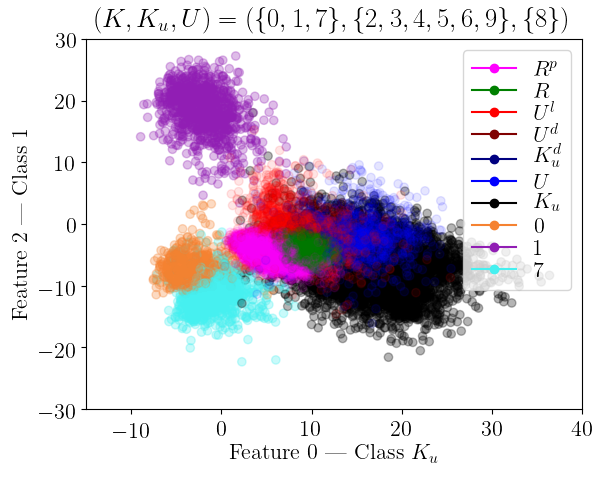 (K, K_u, U) = ({0, 1, 7}, {2, 3, 4, 5, 6, 9}, {8})
30
20
10
0
−10
−20
−30
Feature 2 — Class 1
R^p
R
U^l
U^d
K_u^d
U
K_u
0
1
7
−10
0
10
20
30
40
Feature 0 — Class K_u